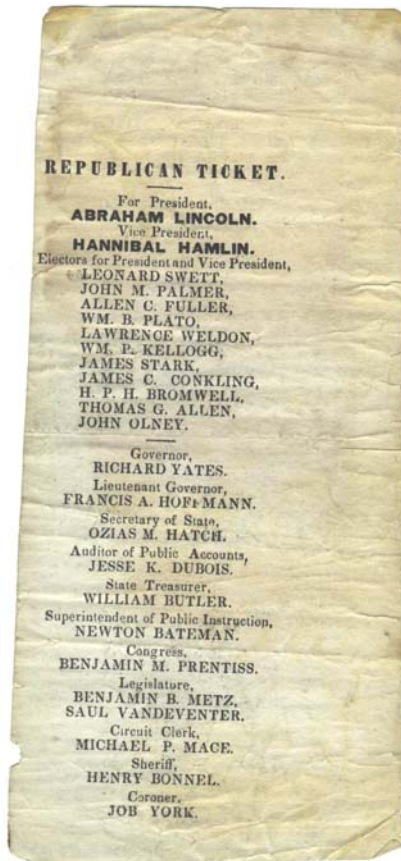 REPUBLICAN TICKET.
For President,
ABRAHAM LINCOLN.
Vice President,
HANNIBAL HAMLIN.
Electors for President and Vice President,
LEONARD SWETT,
JOHN M. PALMER,
ALLEN C. FULLER,
WM. B. PLATO,
LAWRENCE WELDON,
WM. P. KELLOGG,
JAMES STARK,
JAMES C. CONKLING,
H. P. H. BROMWELL,
THOMAS G. ALLEN,
JOHN OLNEY.
Governor,
RICHARD YATES.
Lieutenant Governor,
FRANCIS A. HOFFMANN.
Secretary of State,
OZIAS M. HATCH.
Auditor of Public Accounts,
JESSE K. DUBOIS.
State Treasurer,
WILLIAM BUTLER.
Superintendent of Public Instruction,
NEWTON BATEMAN.
Congress,
BENJAMIN M. PRENTISS.
Legislature,
BENJAMIN B. METZ,
SAUL VANDEVENTER.
Circuit Clerk,
MICHAEL P. MACE.
Sheriff,
HENRY BONNEL.
Coroner,
JOB YORK.